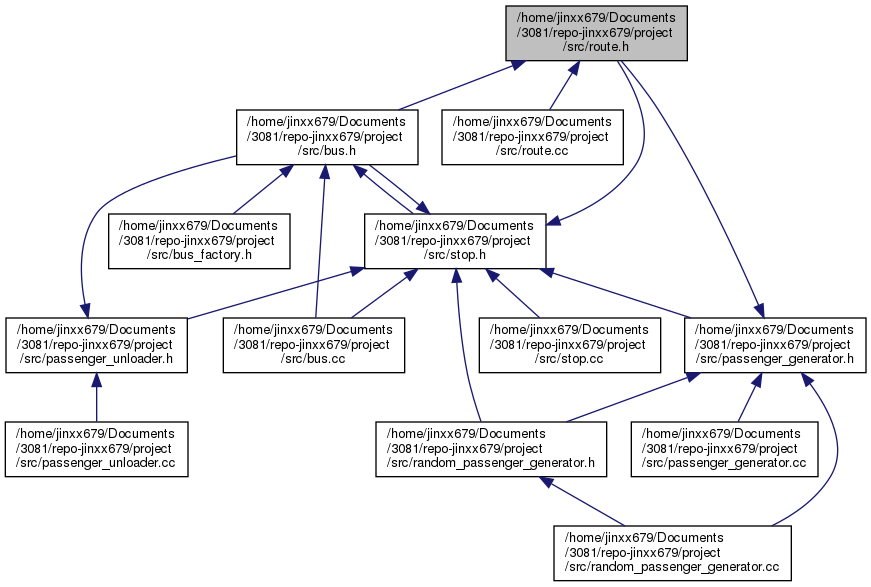 /home/jinxx679/Documents
/3081/repo-jinxx679/project
/src/route.h
/home/jinxx679/Documents
/3081/repo-jinxx679/project
/src/bus.h
/home/jinxx679/Documents
/3081/repo-jinxx679/project
/src/route.cc
/home/jinxx679/Documents
/3081/repo-jinxx679/project
/src/bus_factory.h
/home/jinxx679/Documents
/3081/repo-jinxx679/project
/src/stop.h
/home/jinxx679/Documents
/3081/repo-jinxx679/project
/src/passenger_unloader.h
/home/jinxx679/Documents
/3081/repo-jinxx679/project
/src/bus.cc
/home/jinxx679/Documents
/3081/repo-jinxx679/project
/src/stop.cc
/home/jinxx679/Documents
/3081/repo-jinxx679/project
/src/passenger_generator.h
/home/jinxx679/Documents
/3081/repo-jinxx679/project
/src/passenger_unloader.cc
/home/jinxx679/Documents
/3081/repo-jinxx679/project
/src/random_passenger_generator.h
/home/jinxx679/Documents
/3081/repo-jinxx679/project
/src/passenger_generator.cc
/home/jinxx679/Documents
/3081/repo-jinxx679/project
/src/random_passenger_generator.cc